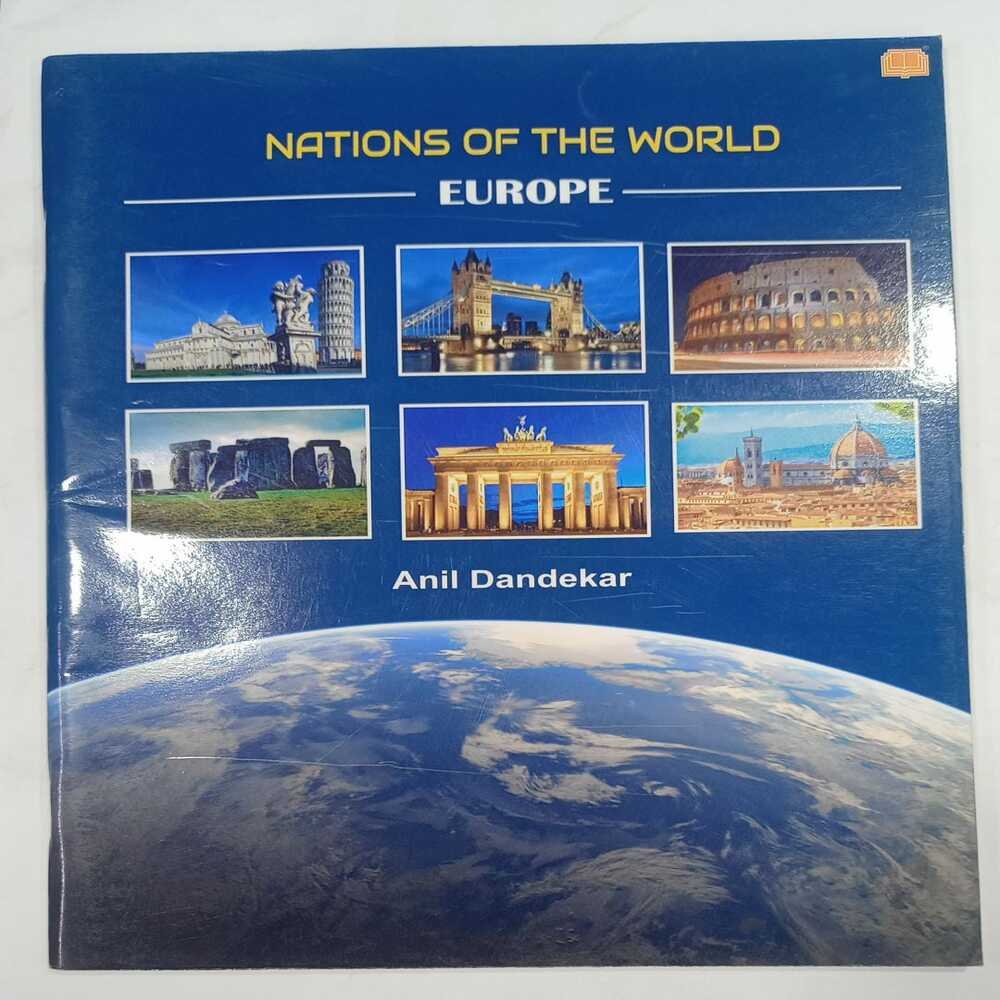 NATIONS OF THE WORLD
EUROPE
Anil Dandekar